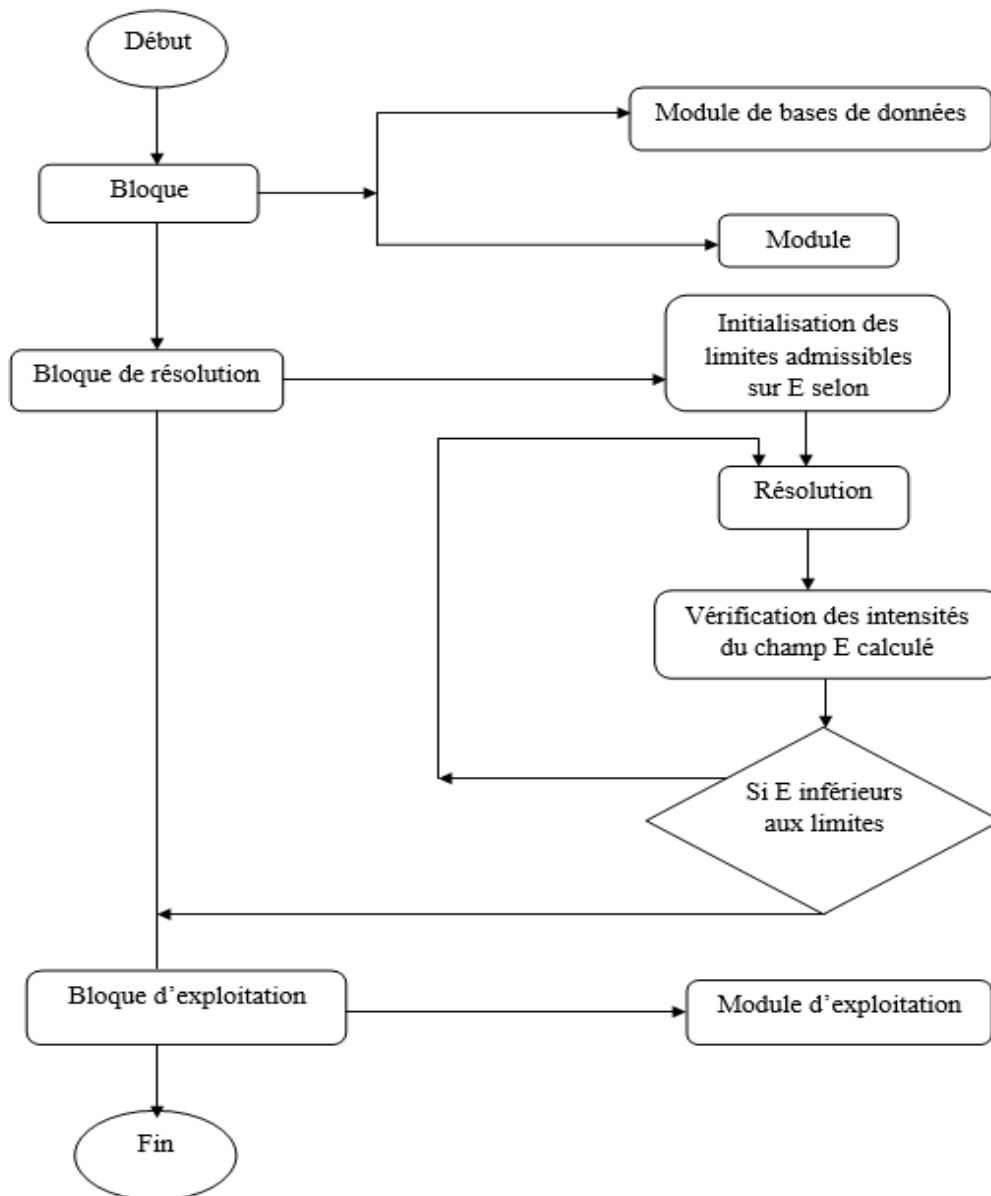 Début
Module de bases de données
Bloque
Module
Initialisation des
limites admissibles
sur E selon
Bloque de résolution
Résolution
Vérification des intensités
du champ E calculé
Si E inférieurs
aux limites
Bloque d’exploitation
Module d’exploitation
Fin